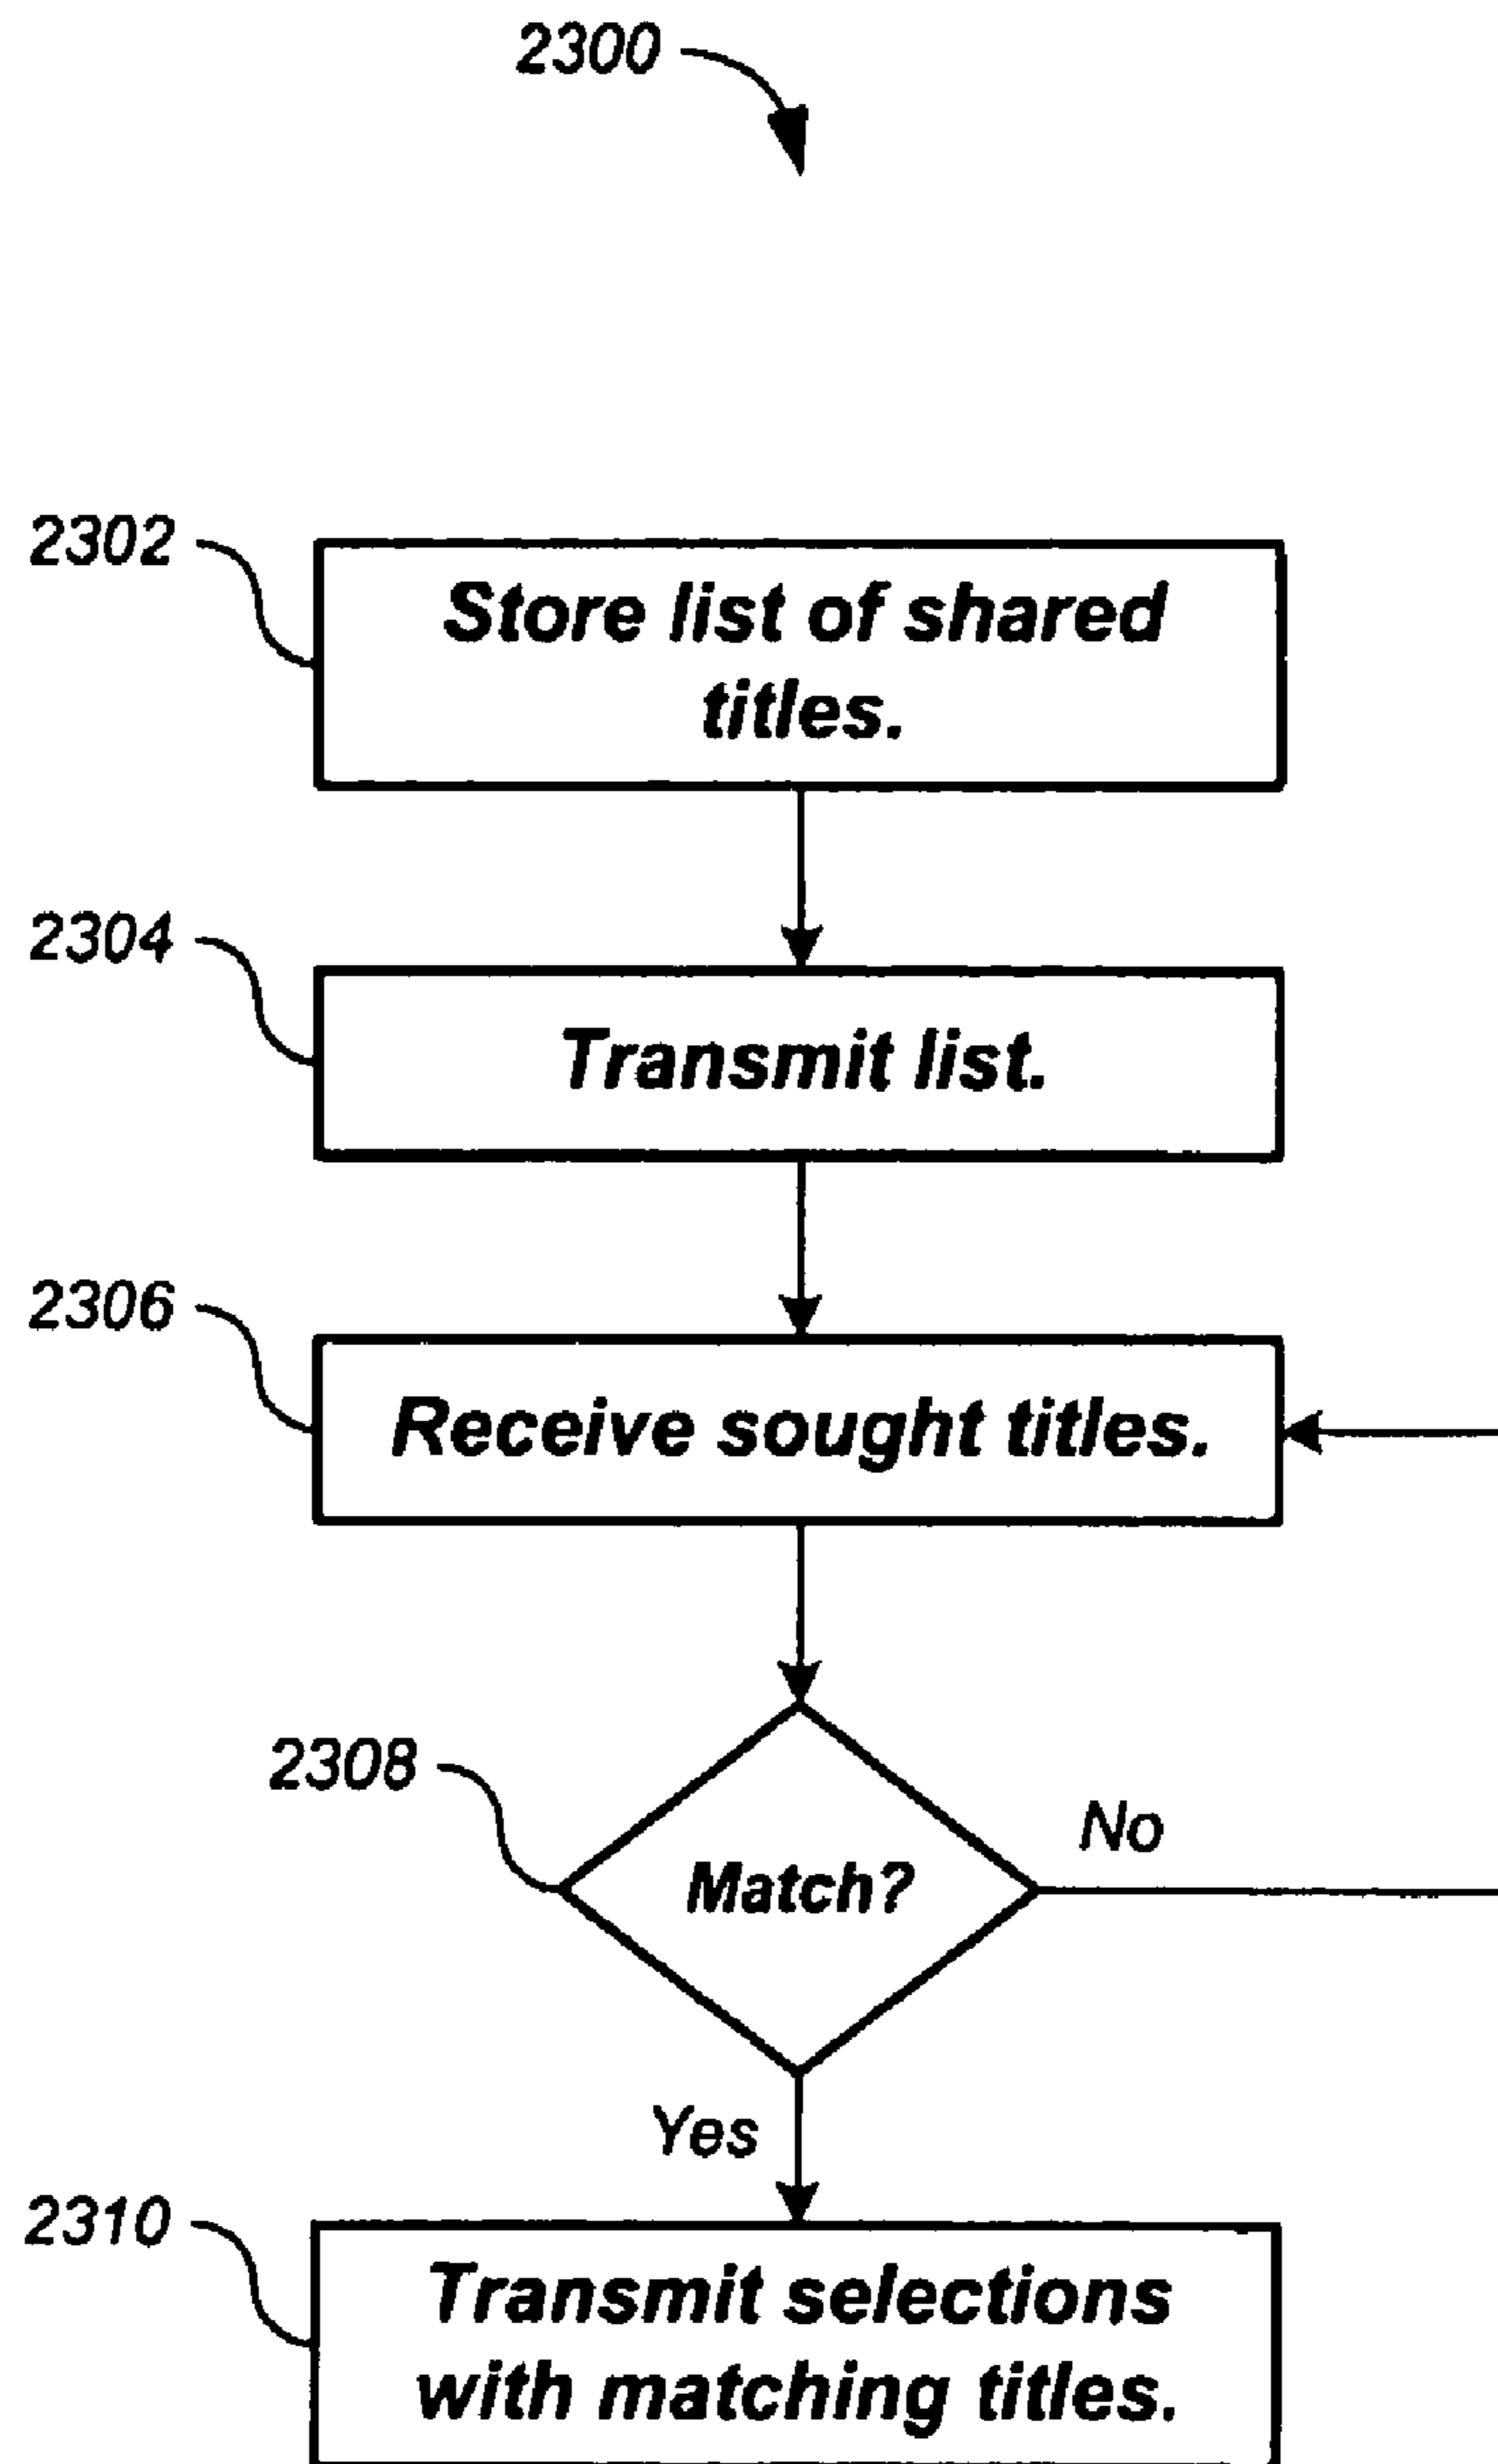 2300
2302
Store list of shared
titles.
2304
Transmit list.
2306
Receive sought titles.
2308
Match?
No
Yes
2310
Transmit selections
with matching titles.